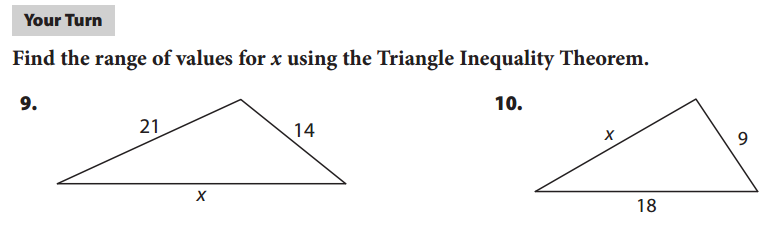 Your Turn
Find the range of values for x using the Triangle Inequality Theorem.
9.
21
14
x
10.
x
9
18